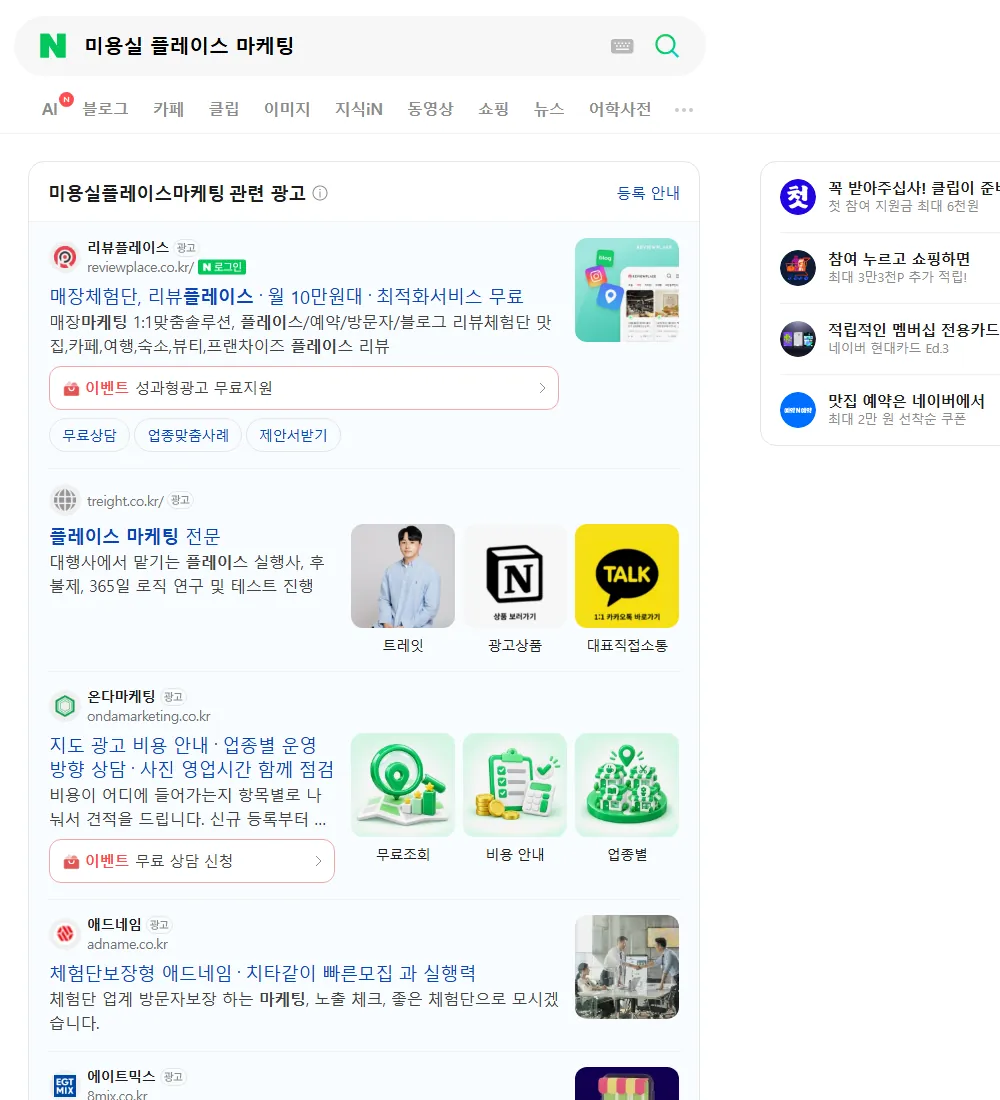 미용실 플레이스 마케팅
AI N 블로그 카페 클립 이미지 지식iN 동영상 쇼핑 뉴스 어학사전
미용실플레이스마케팅 관련 광고
등록 안내
리뷰플레이스 광고
reviewplace.co.kr/ N 로그인
매장체험단, 리뷰플레이스 · 월 10만원대 · 최적화서비스 무료
매장마케팅 1:1맞춤솔루션, 플레이스/예약/방문자/블로그 리뷰체험단 맛
집,카페,여행,숙소,뷰티,프랜차이즈 플레이스 리뷰
Blog
이벤트 성과형광고 무료지원
무료상담 업종맞춤사례 제안서받기
treight.co.kr/ 광고
플레이스 마케팅 전문
대행사에서 맡기는 플레이스 실행사, 후
불제, 365일 로직 연구 및 테스트 진행
N
상품 보러가기
TALK
1:1 카카오톡 바로가기
트레잇 광고상품 대표직접소통
온다마케팅 광고
ondamarketing.co.kr
지도 광고 비용 안내 · 업종별 운영
방향 상담 · 사진 영업시간 함께 점검
비용이 어디에 들어가는지 항목별로 나
눠서 견적을 드립니다. 신규 등록부터 ...
이벤트 무료 상담 신청
무료조회 비용 안내 업종별
애드네임 광고
adname.co.kr
체험단보장형 애드네임 · 치타같이 빠른모집 과 실행력
체험단 업계 방문자보장 하는 마케팅, 노출 체크, 좋은 체험단으로 모시겠
습니다.
EGT
MIX
에이트믹스 광고
8mix.co.kr
첫
꼭 받아주십사! 클립이 준비
첫 참여 지원금 최대 6천원
참여 누르고 쇼핑하면
최대 3만3천P 추가 적립!
적립적인 멤버십 전용카드
네이버 현대카드 Ed.3
맛집 예약은 네이버에서
최대 2만 원 선착순 쿠폰